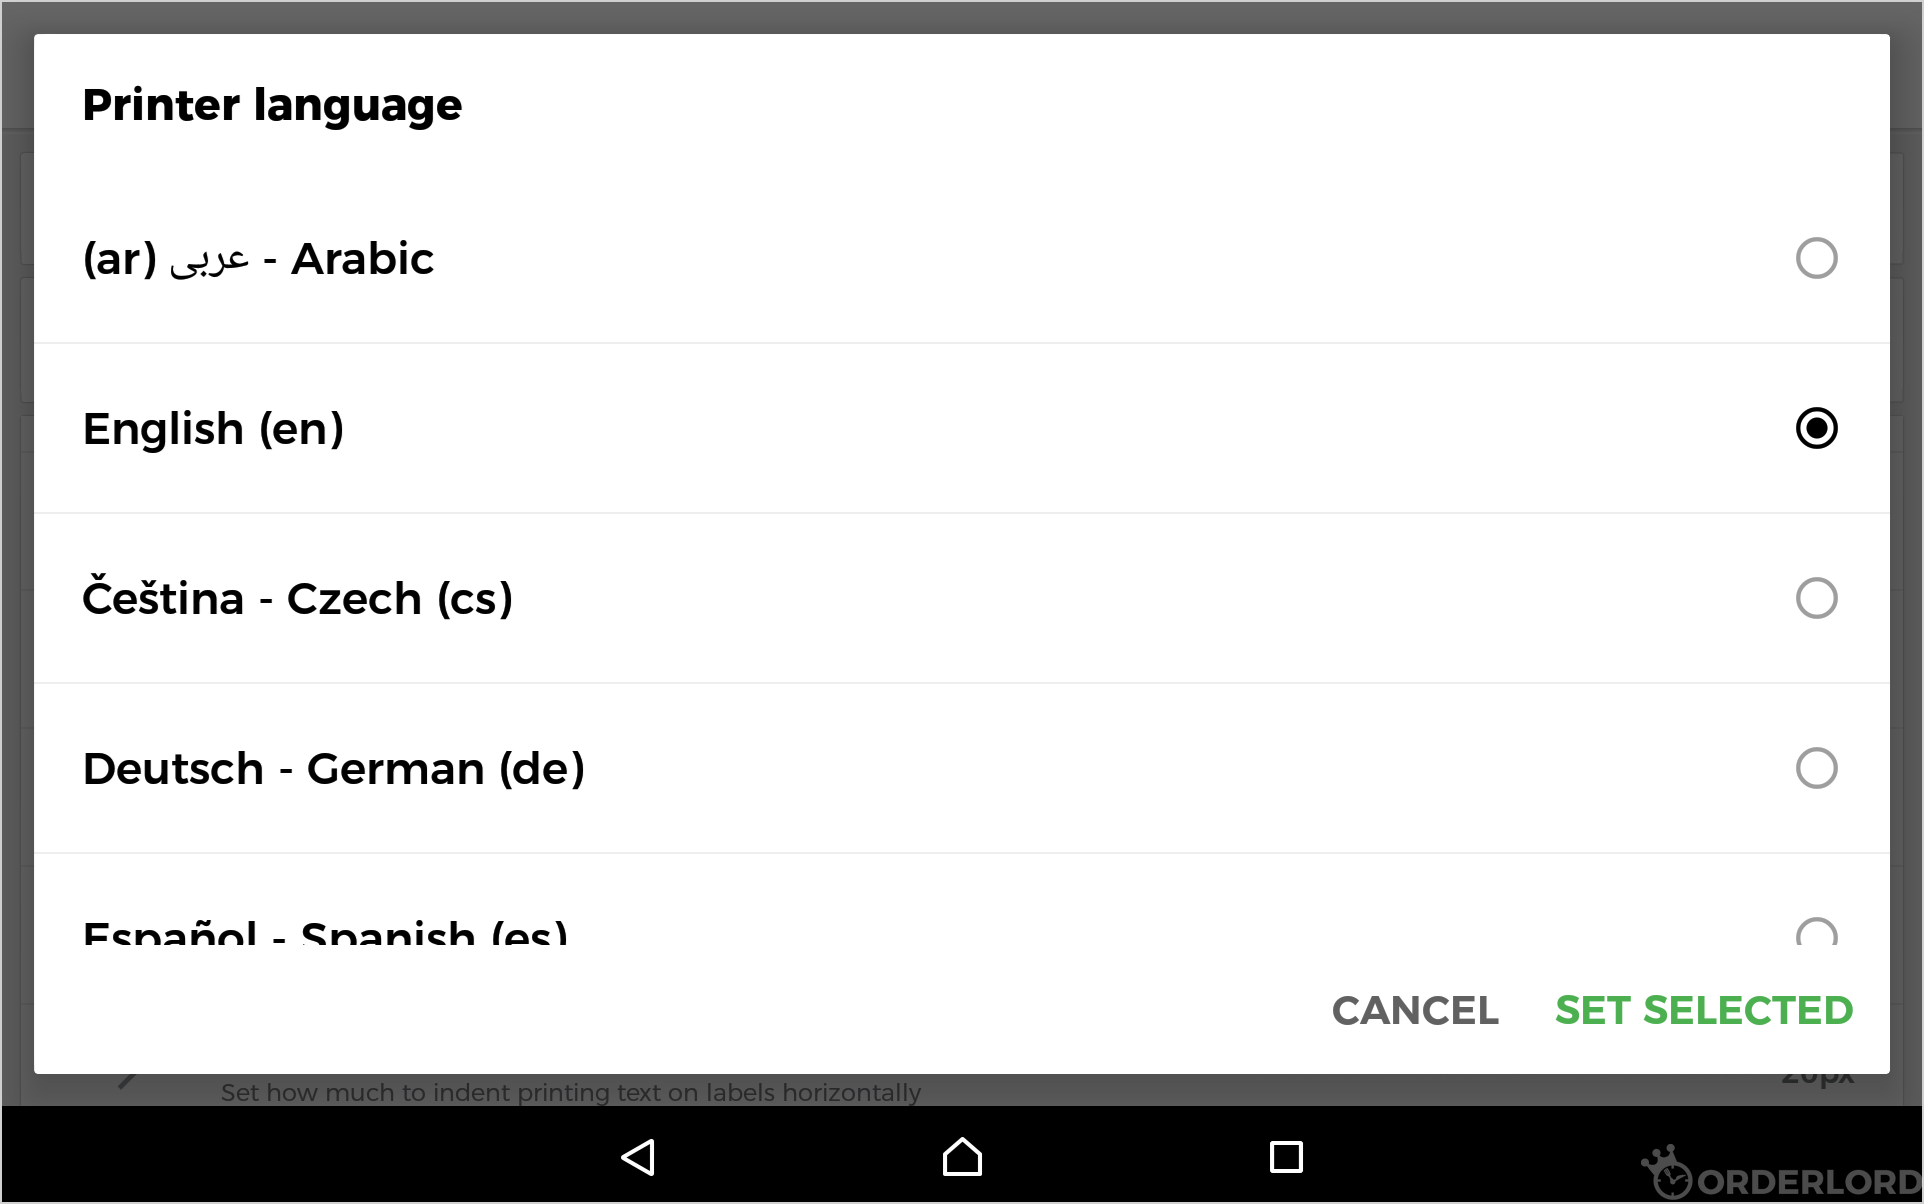 Printer language
(ar) عربى - Arabic
English (en)
Čeština - Czech (cs)
Deutsch - German (de)
Español - Spanish (es)
CANCEL SET SELECTED
20px
Set how much to indent printing text on labels horizontally
ORDERLORD